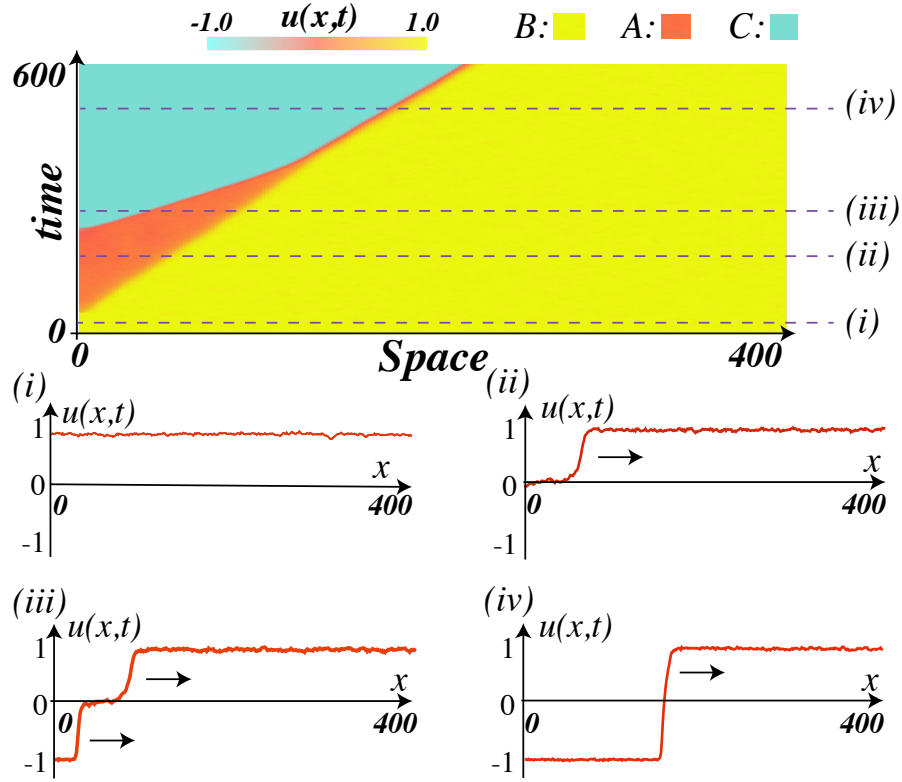 -1.0 u(x,t) 1.0 B: A: C:
600
time
(iv)
(iii)
(ii)
(i)
0
0 Space 400
(i)
u(x,t)
1
0
-1
x
0 400
(ii)
u(x,t)
1
0
-1
x
0 400
(iii)
u(x,t)
1
0
-1
x
0 400
(iv)
u(x,t)
1
0
-1
x
0 400